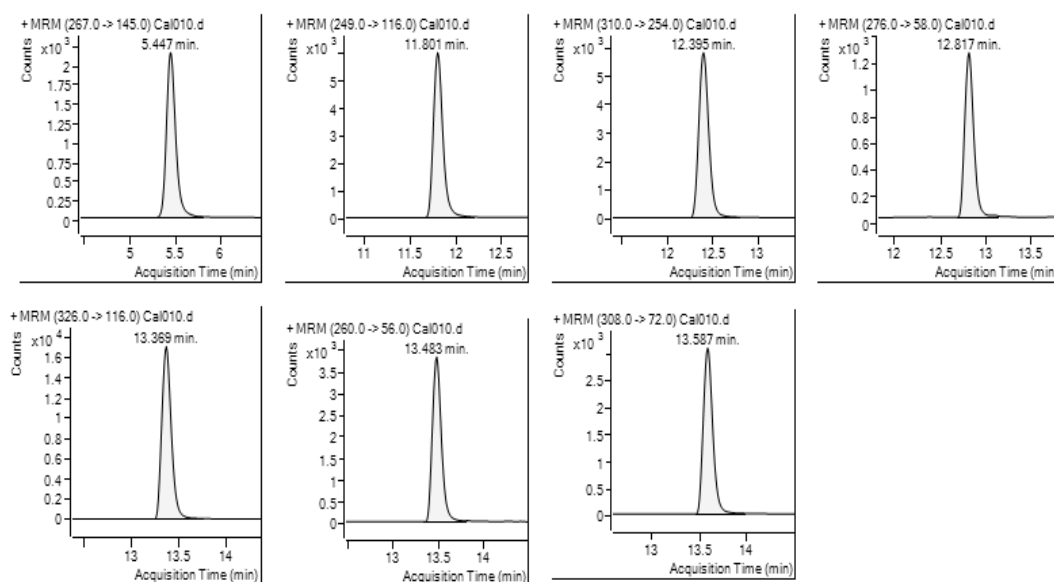 + MRM (267.0 -> 145.0) Cal010.d
x10 3
5.447 min.
Counts
2
1.75
1.5
1.25
1
0.75
0.5
0.25
0
5 5.5 6
Acquisition Time (min)
+ MRM (249.0 -> 116.0) Cal010.d
x10 3
11.801 min.
Counts
5
4
3
2
1
0
11 11.5 12 12.5
Acquisition Time (min)
+ MRM (310.0 -> 254.0) Cal010.d
x10 3
12.395 min.
Counts
5
4
3
2
1
0
12 12.5 13
Acquisition Time (min)
+ MRM (276.0 -> 58.0) Cal010.d
x10 3
12.817 min.
Counts
1.2
1
0.8
0.6
0.4
0.2
0
12 12.5 13 13.5
Acquisition Time (min)
+ MRM (326.0 -> 116.0) Cal010.d
x10 4
13.369 min.
Counts
1.6
1.4
1.2
1
0.8
0.6
0.4
0.2
0
13 13.5 14
Acquisition Time (min)
+ MRM (260.0 -> 56.0) Cal010.d
x10 3
13.483 min.
Counts
3.5
3
2.5
2
1.5
1
0.5
0
13 13.5 14
Acquisition Time (min)
+ MRM (308.0 -> 72.0) Cal010.d
x10 3
13.587 min.
Counts
2.5
2
1.5
1
0.5
0
13 13.5 14
Acquisition Time (min)